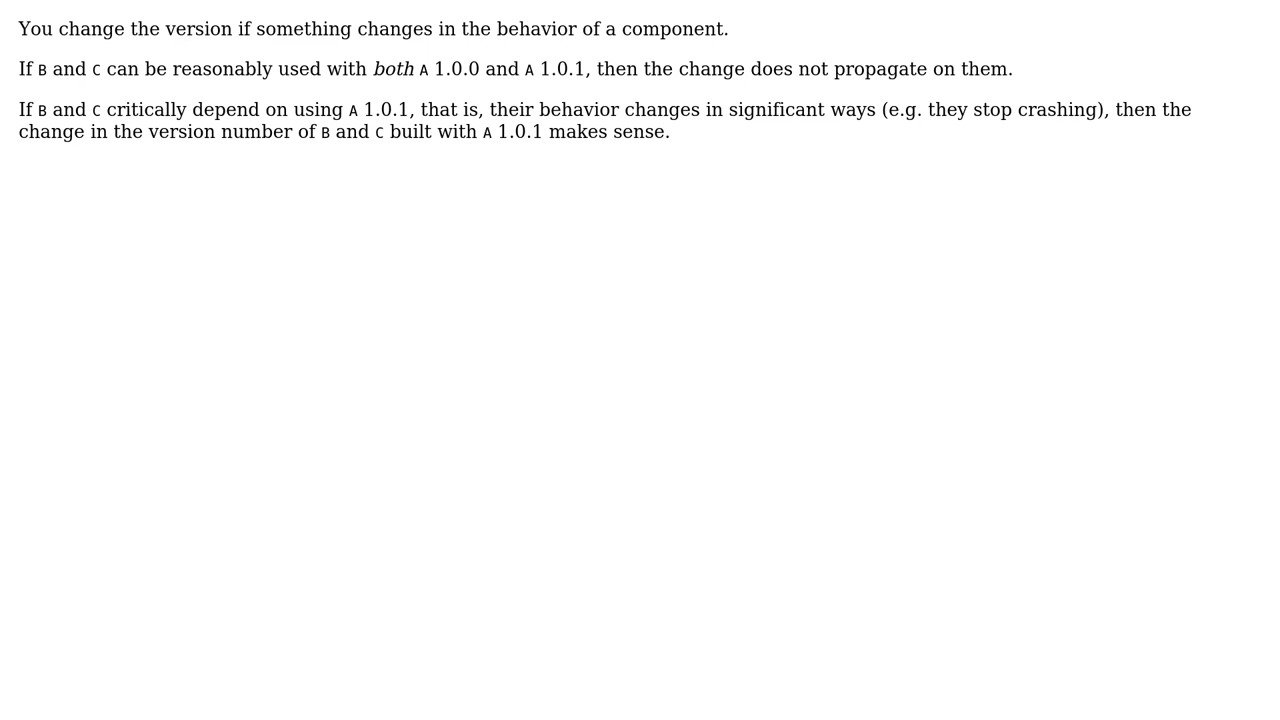 You change the version if something changes in the behavior of a component.
If B and C can be reasonably used with both A 1.0.0 and A 1.0.1, then the change does not propagate on them.
If B and C critically depend on using A 1.0.1, that is, their behavior changes in significant ways (e.g. they stop crashing), then the
change in the version number of B and C built with A 1.0.1 makes sense.